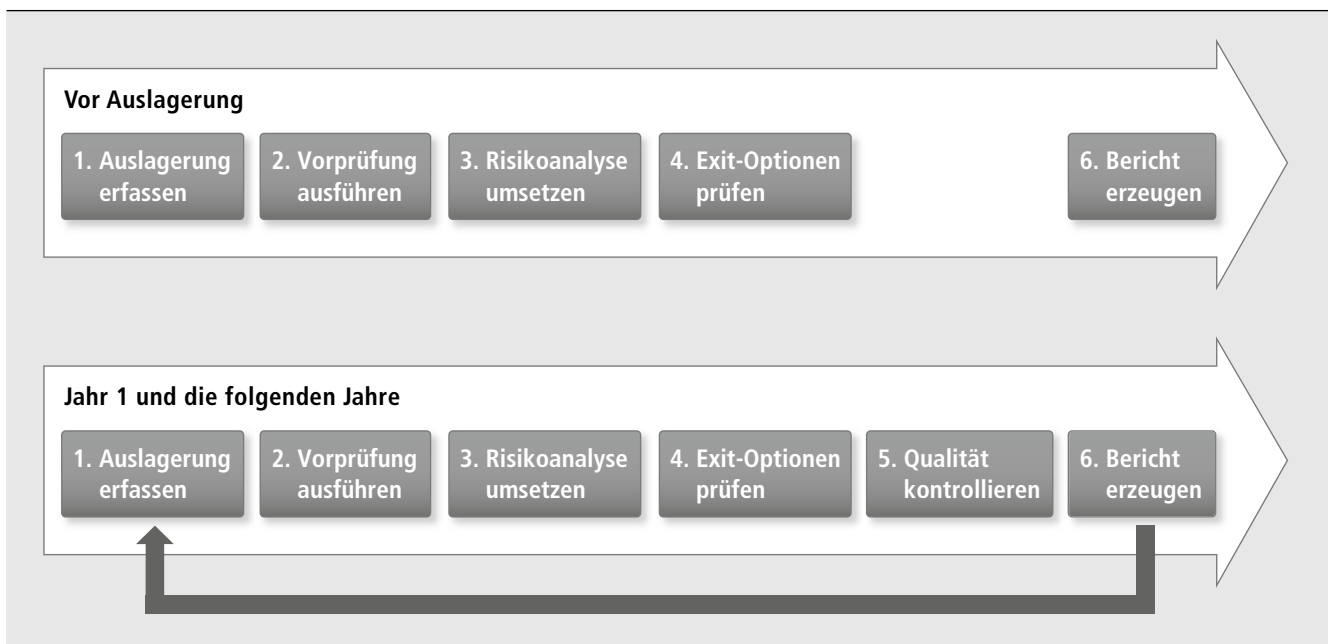 Vor Auslagerung
1. Auslagerung
erfassen
2. Vorprüfung
ausführen
3. Risikoanalyse
umsetzen
4. Exit-Optionen
prüfen
6. Bericht
erzeugen
Jahr 1 und die folgenden Jahre
1. Auslagerung
erfassen
2. Vorprüfung
ausführen
3. Risikoanalyse
umsetzen
4. Exit-Optionen
prüfen
5. Qualität
kontrollieren
6. Bericht
erzeugen